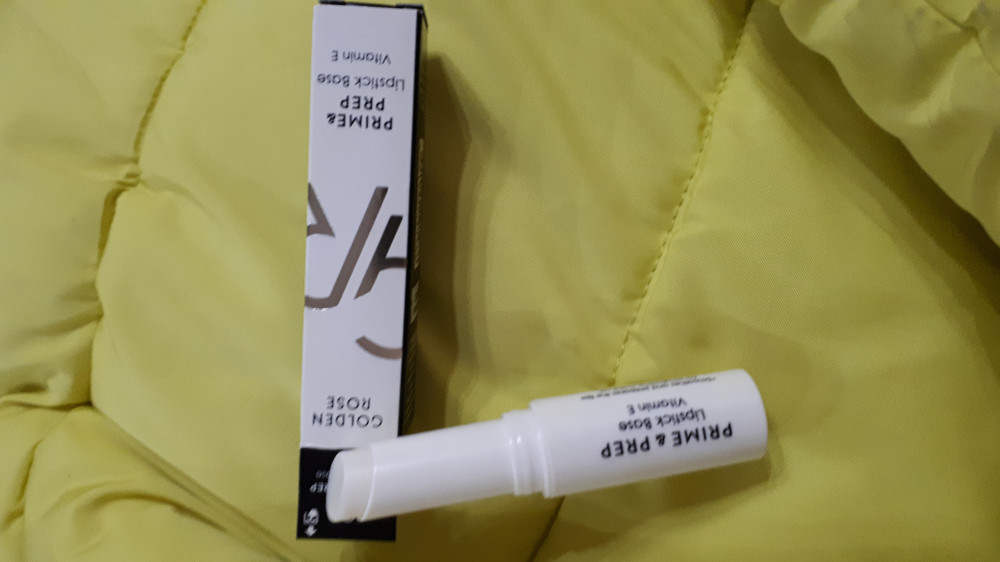 GOLDEN
ROSE
PRIME &
PREP
Lipstick Base
Vitamin E
PRIME & PREP
Lipstick Base
Vitamin E